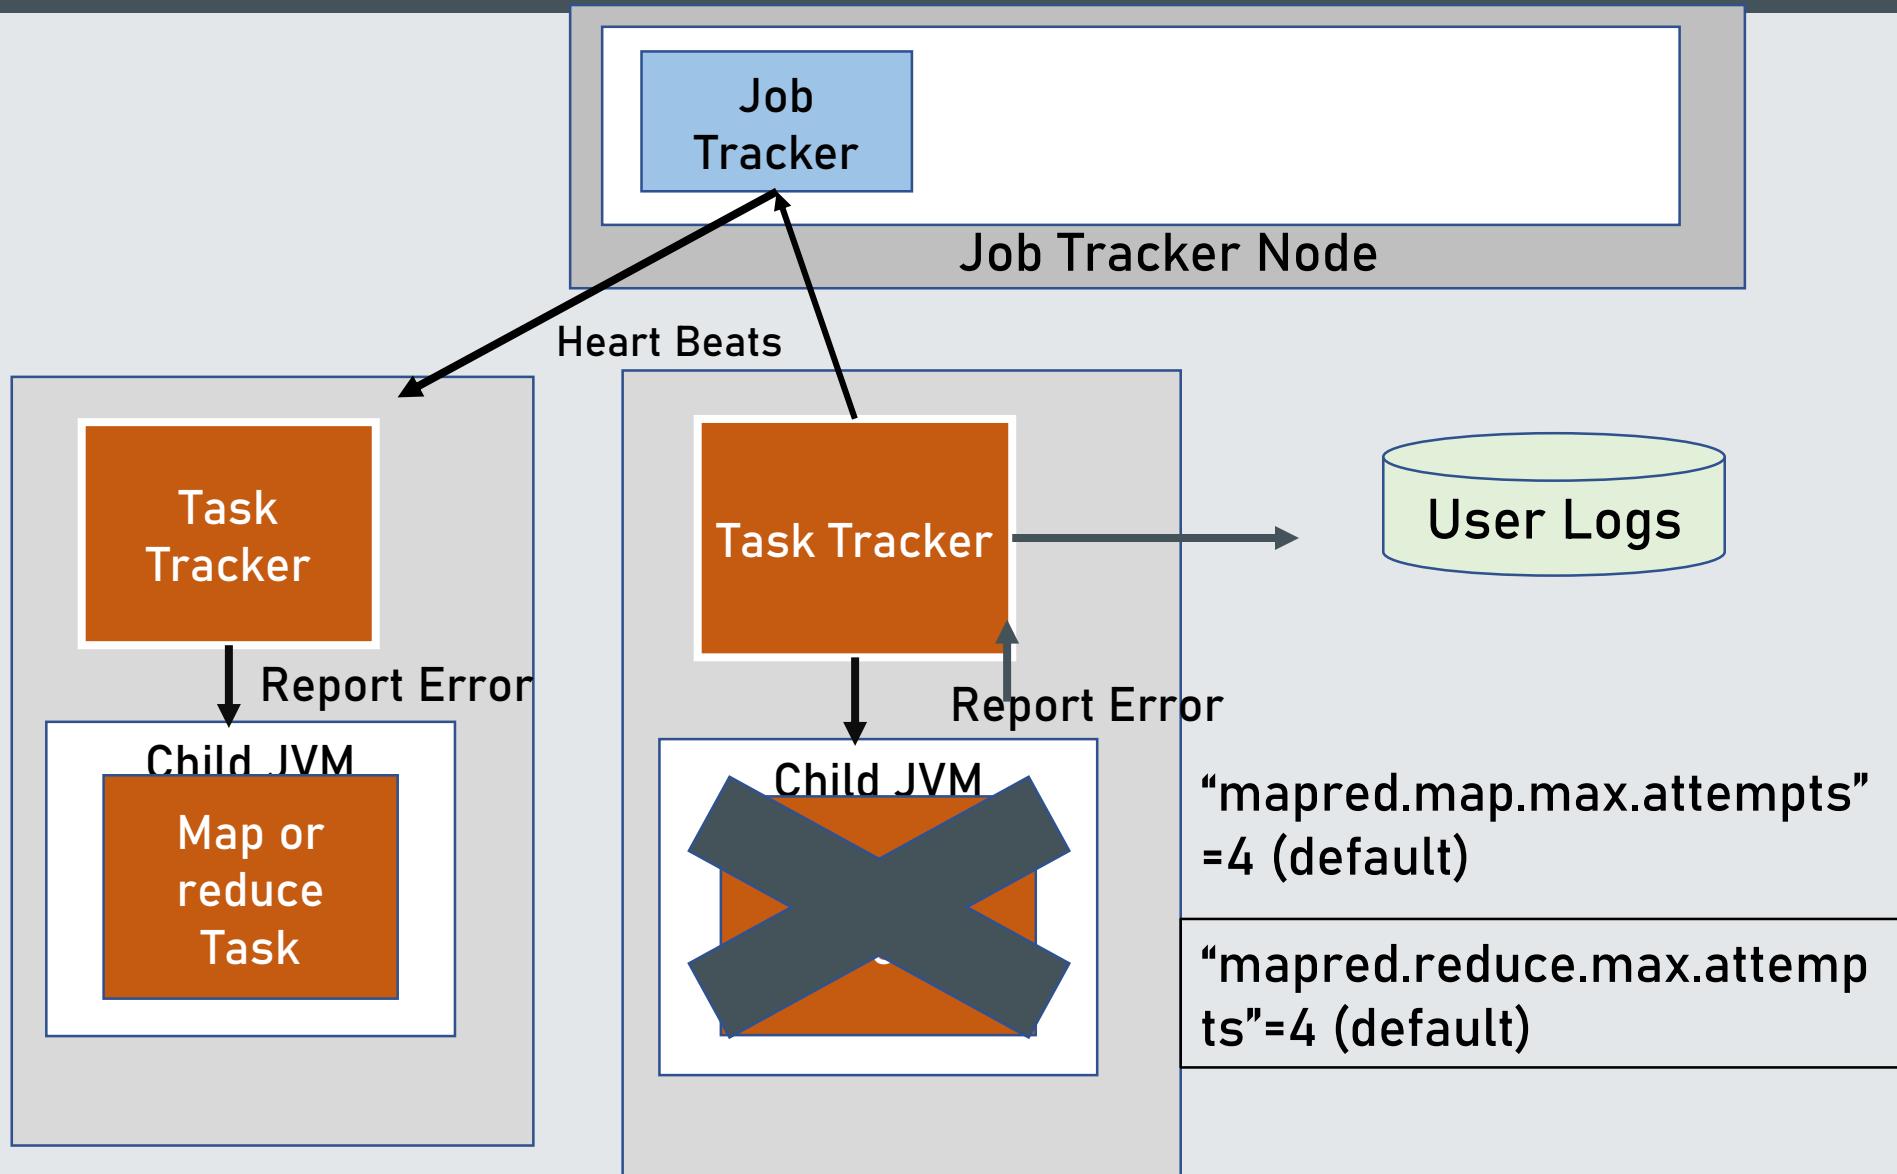 Job
Tracker
Job Tracker Node
Heart Beats
Task
Tracker
Report Error
Child JVM
Map or
reduce
Task
Task Tracker
Report Error
Child JVM
User Logs
“mapred.map.max.attempts”
=4 (default)
“mapred.reduce.max.attemp
ts”=4 (default)